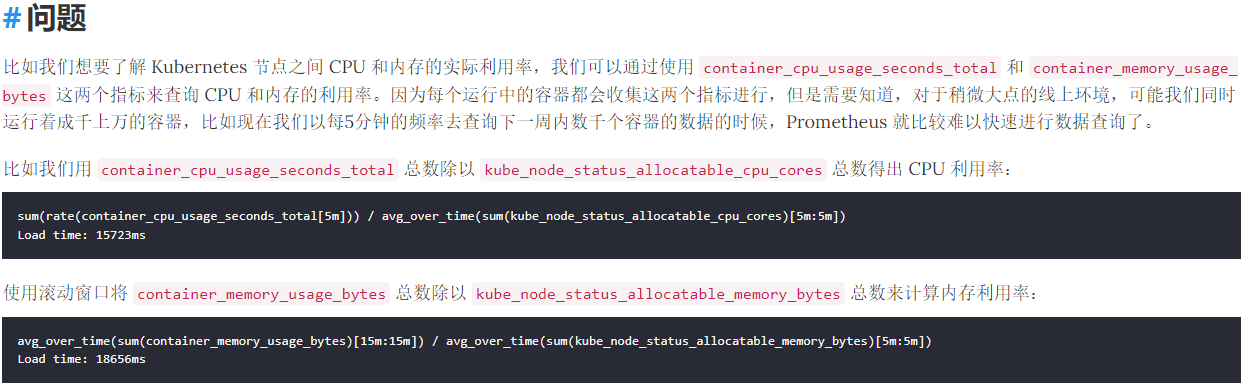 # 问题
比如我们想要了解 Kubernetes 节点之间 CPU 和内存的实际利用率，我们可以通过使用 container_cpu_usage_seconds_total 和 container_memory_usage_
bytes 这两个指标来查询 CPU 和内存的利用率。因为每个运行中的容器都会收集这两个指标进行，但是需要知道，对于稍微大点的线上环境，可能我们同时
运行着成千上万的容器，比如现在我们以每5分钟的频率去查询下一周内数千个容器的数据的时候，Prometheus 就比较难以快速进行数据查询了。
比如我们用 container_cpu_usage_seconds_total 总数除以 kube_node_status_allocatable_cpu_cores 总数得出 CPU 利用率：
sum(rate(container_cpu_usage_seconds_total[5m])) / avg_over_time(sum(kube_node_status_allocatable_cpu_cores)[5m:5m])
Load time: 15723ms
使用滚动窗口将 container_memory_usage_bytes 总数除以 kube_node_status_allocatable_memory_bytes 总数来计算内存利用率：
avg_over_time(sum(container_memory_usage_bytes)[15m:15m]) / avg_over_time(sum(kube_node_status_allocatable_memory_bytes)[5m:5m])
Load time: 18656ms